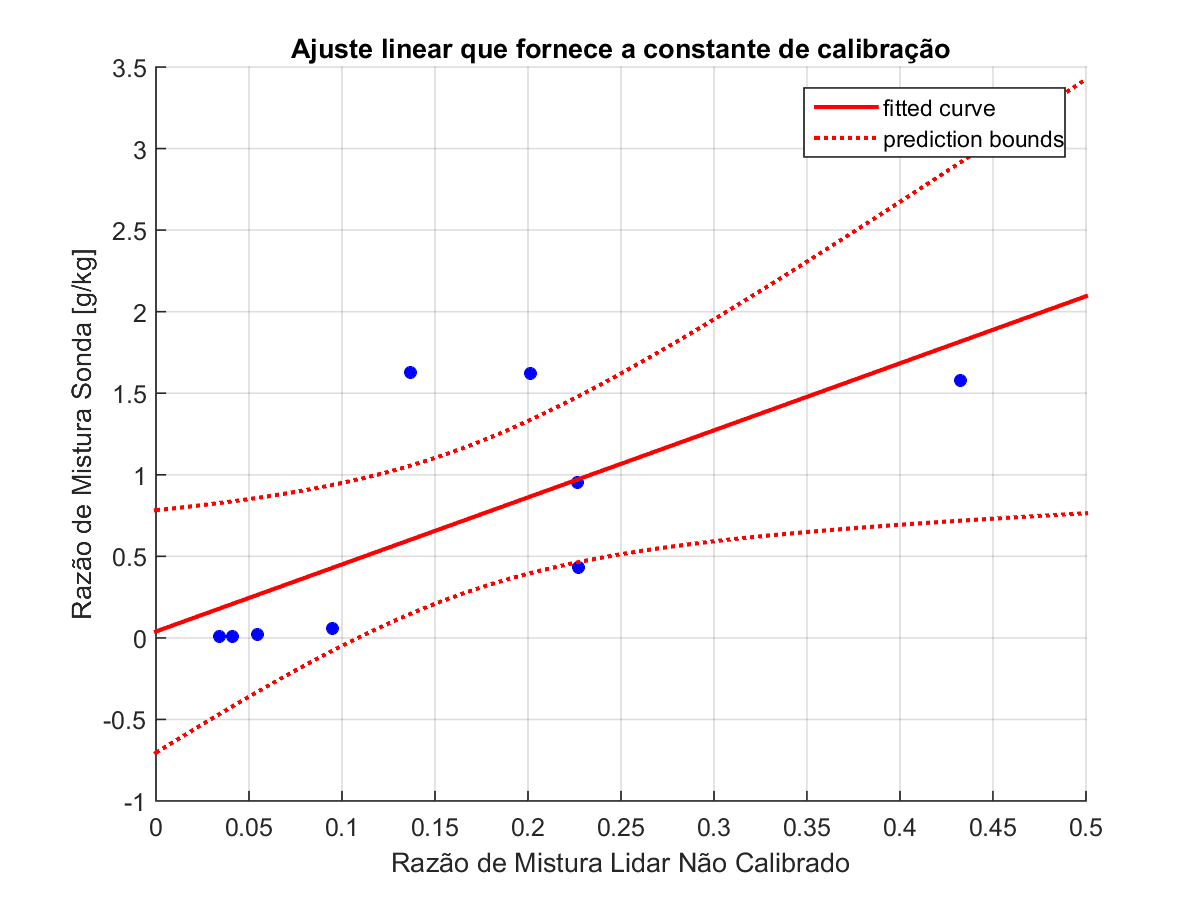 Ajuste linear que fornece a constante de calibração
fitted curve
prediction bounds
3.5
3
2.5
2
1.5
1
0.5
0
-0.5
-1
Razão de Mistura Sonda [g/kg]
0 0.05 0.1 0.15 0.2 0.25 0.3 0.35 0.4 0.45 0.5
Razão de Mistura Lidar Não Calibrado